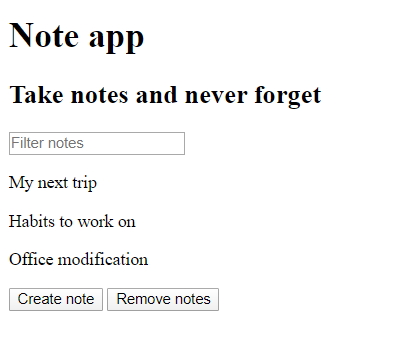 Note app
Take notes and never forget
Filter notes
My next trip
Habits to work on
Office modification
Create note Remove notes